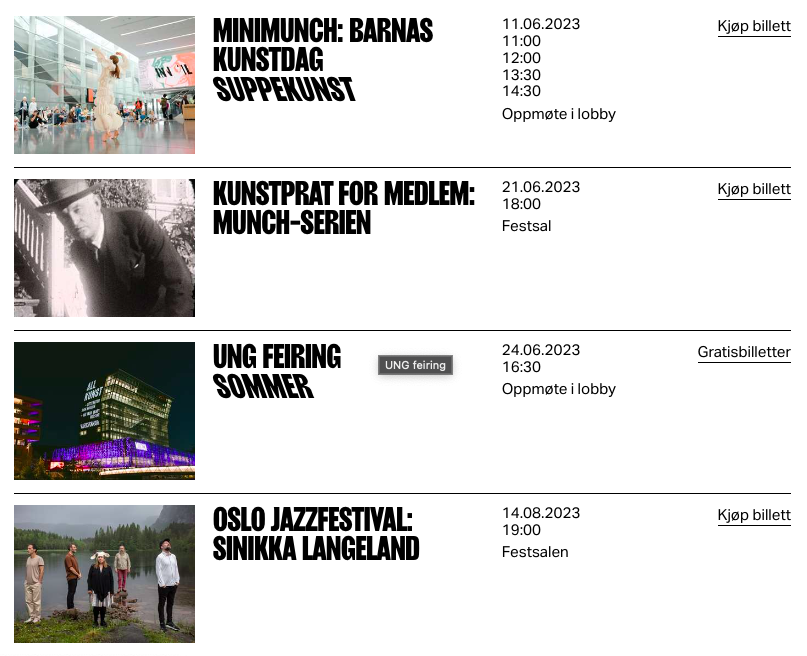 MINIMUNCH: BARNAS
KUNSTDAG
SUPPEKUNST
11.06.2023
11:00
12:00
13:30
14:30
Oppmøte i lobby
Kjøp billett
KUNSTPRAT FOR MEDLEM:
MUNCH-SERIEN
21.06.2023
18:00
Festsal
Kjøp billett
ALL
KUNST
UNG FEIRING
SOMMER
UNG feiring
24.06.2023
16:30
Oppmøte i lobby
Gratisbilletter
OSLO JAZZFESTIVAL:
SINIKKA LANGELAND
14.08.2023
19:00
Festsalen
Kjøp billett